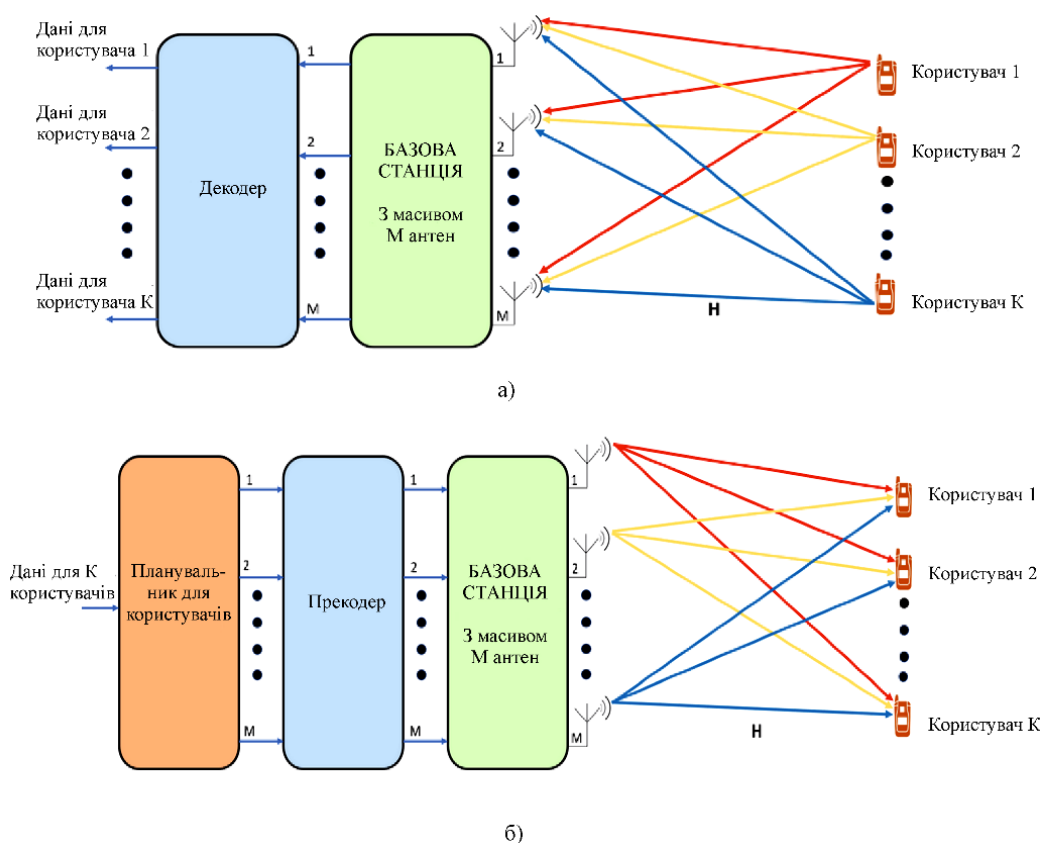 Дані для
користувача 1
Дані для
користувача 2
Дані для
користувача К
Декодер
1
2
М
БАЗОВА
СТАНЦІЯ
З масивом
М антен
1
2
М
Н
Користувач 1
Користувач 2
Користувач К
а)
Дані для К
користувачів
Плануваль-
ник для
користувачів
1
2
М
Прекодер
1
2
М
БАЗОВА
СТАНЦІЯ
З масивом
М антен
1
2
М
Н
Користувач 1
Користувач 2
Користувач К
б)